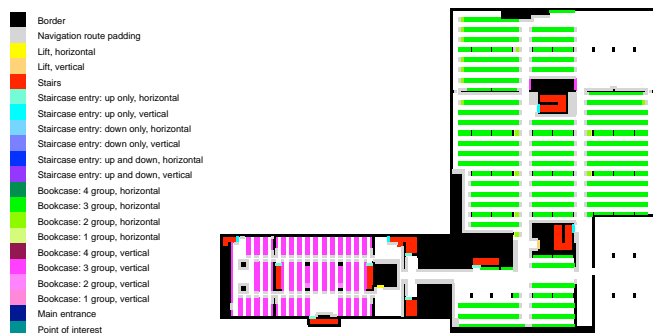 Border
Navigation route padding
Lift, horizontal
Lift, vertical
Stairs
Staircase entry: up only, horizontal
Staircase entry: up only, vertical
Staircase entry: down only, horizontal
Staircase entry: down only, vertical
Staircase entry: up and down, horizontal
Staircase entry: up and down, vertical
Bookcase: 4 group, horizontal
Bookcase: 3 group, horizontal
Bookcase: 2 group, horizontal
Bookcase: 1 group, horizontal
Bookcase: 4 group, vertical
Bookcase: 3 group, vertical
Bookcase: 2 group, vertical
Bookcase: 1 group, vertical
Main entrance
Point of interest